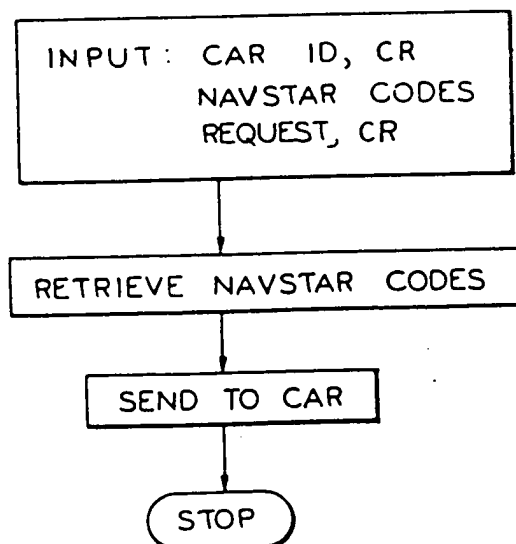 INPUT: CAR ID, CR
NAVSTAR CODES
REQUEST, CR
RETRIEVE NAVSTAR CODES
SEND TO CAR
STOP